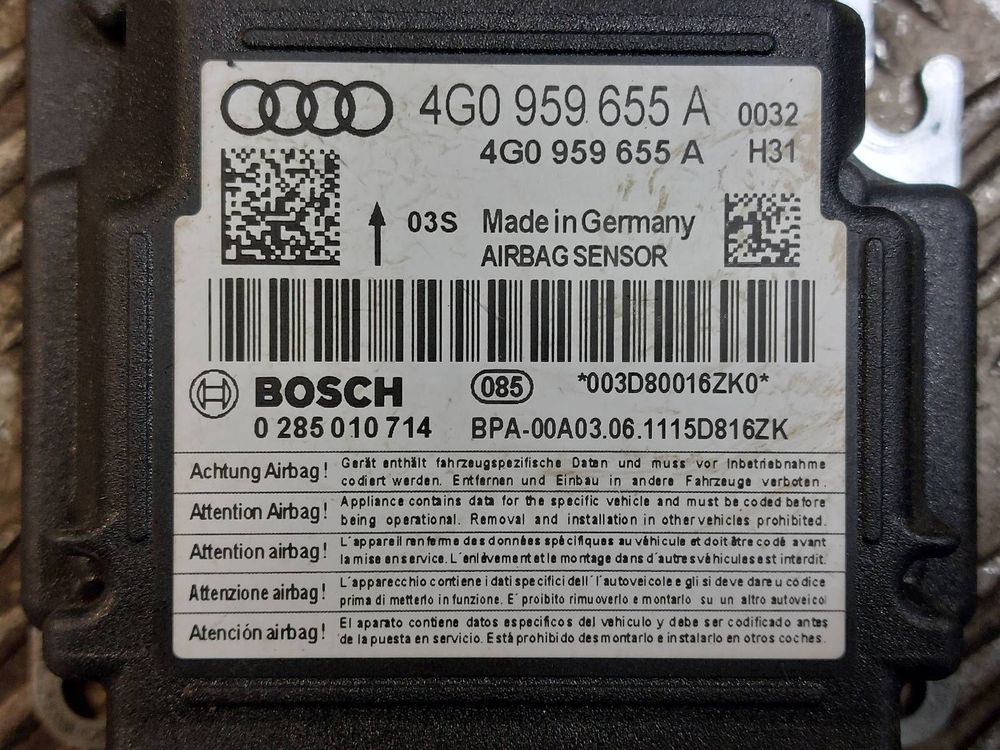 4G0 959 655 A 0032
4G0 959 655 A H31
03S Made in Germany
AIRBAG SENSOR
BOSCH 085 *003D80016ZK0*
0 285 010 714 BPA-00A03.06.1115D816ZK
Achtung Airbag! Gerät enthält fahrzeugspezifische Daten und muss vor Inbetriebnahme
codiert werden. Entfernen und Einbau in andere Fahrzeuge verboten.
Attention Airbag! Appliance contains data for the specific vehicle and must be coded before
being operational. Removal and installation in other vehicles prohibited.
Attention airbag! L'appareil renferme des données spécifiques au véhicule et doit être codé avant
la mise en service. L'enlèvement et le montage dans d'autres véhicules est interdit.
Attenzione airbag! L'apparecchio contiene i dati specifici dell' l'autoveicolo e gli si deve dare u codice
prima di metterlo in funzione. E' proibito rimuoverlo e montarlo su un altro autoveicol
Atención airbag! El aparato contiene datos especificos del vehiculo y debe ser codificado antes
de la puesta en servicio. Está prohibido desmontarlo e instalarlo en otros coches.